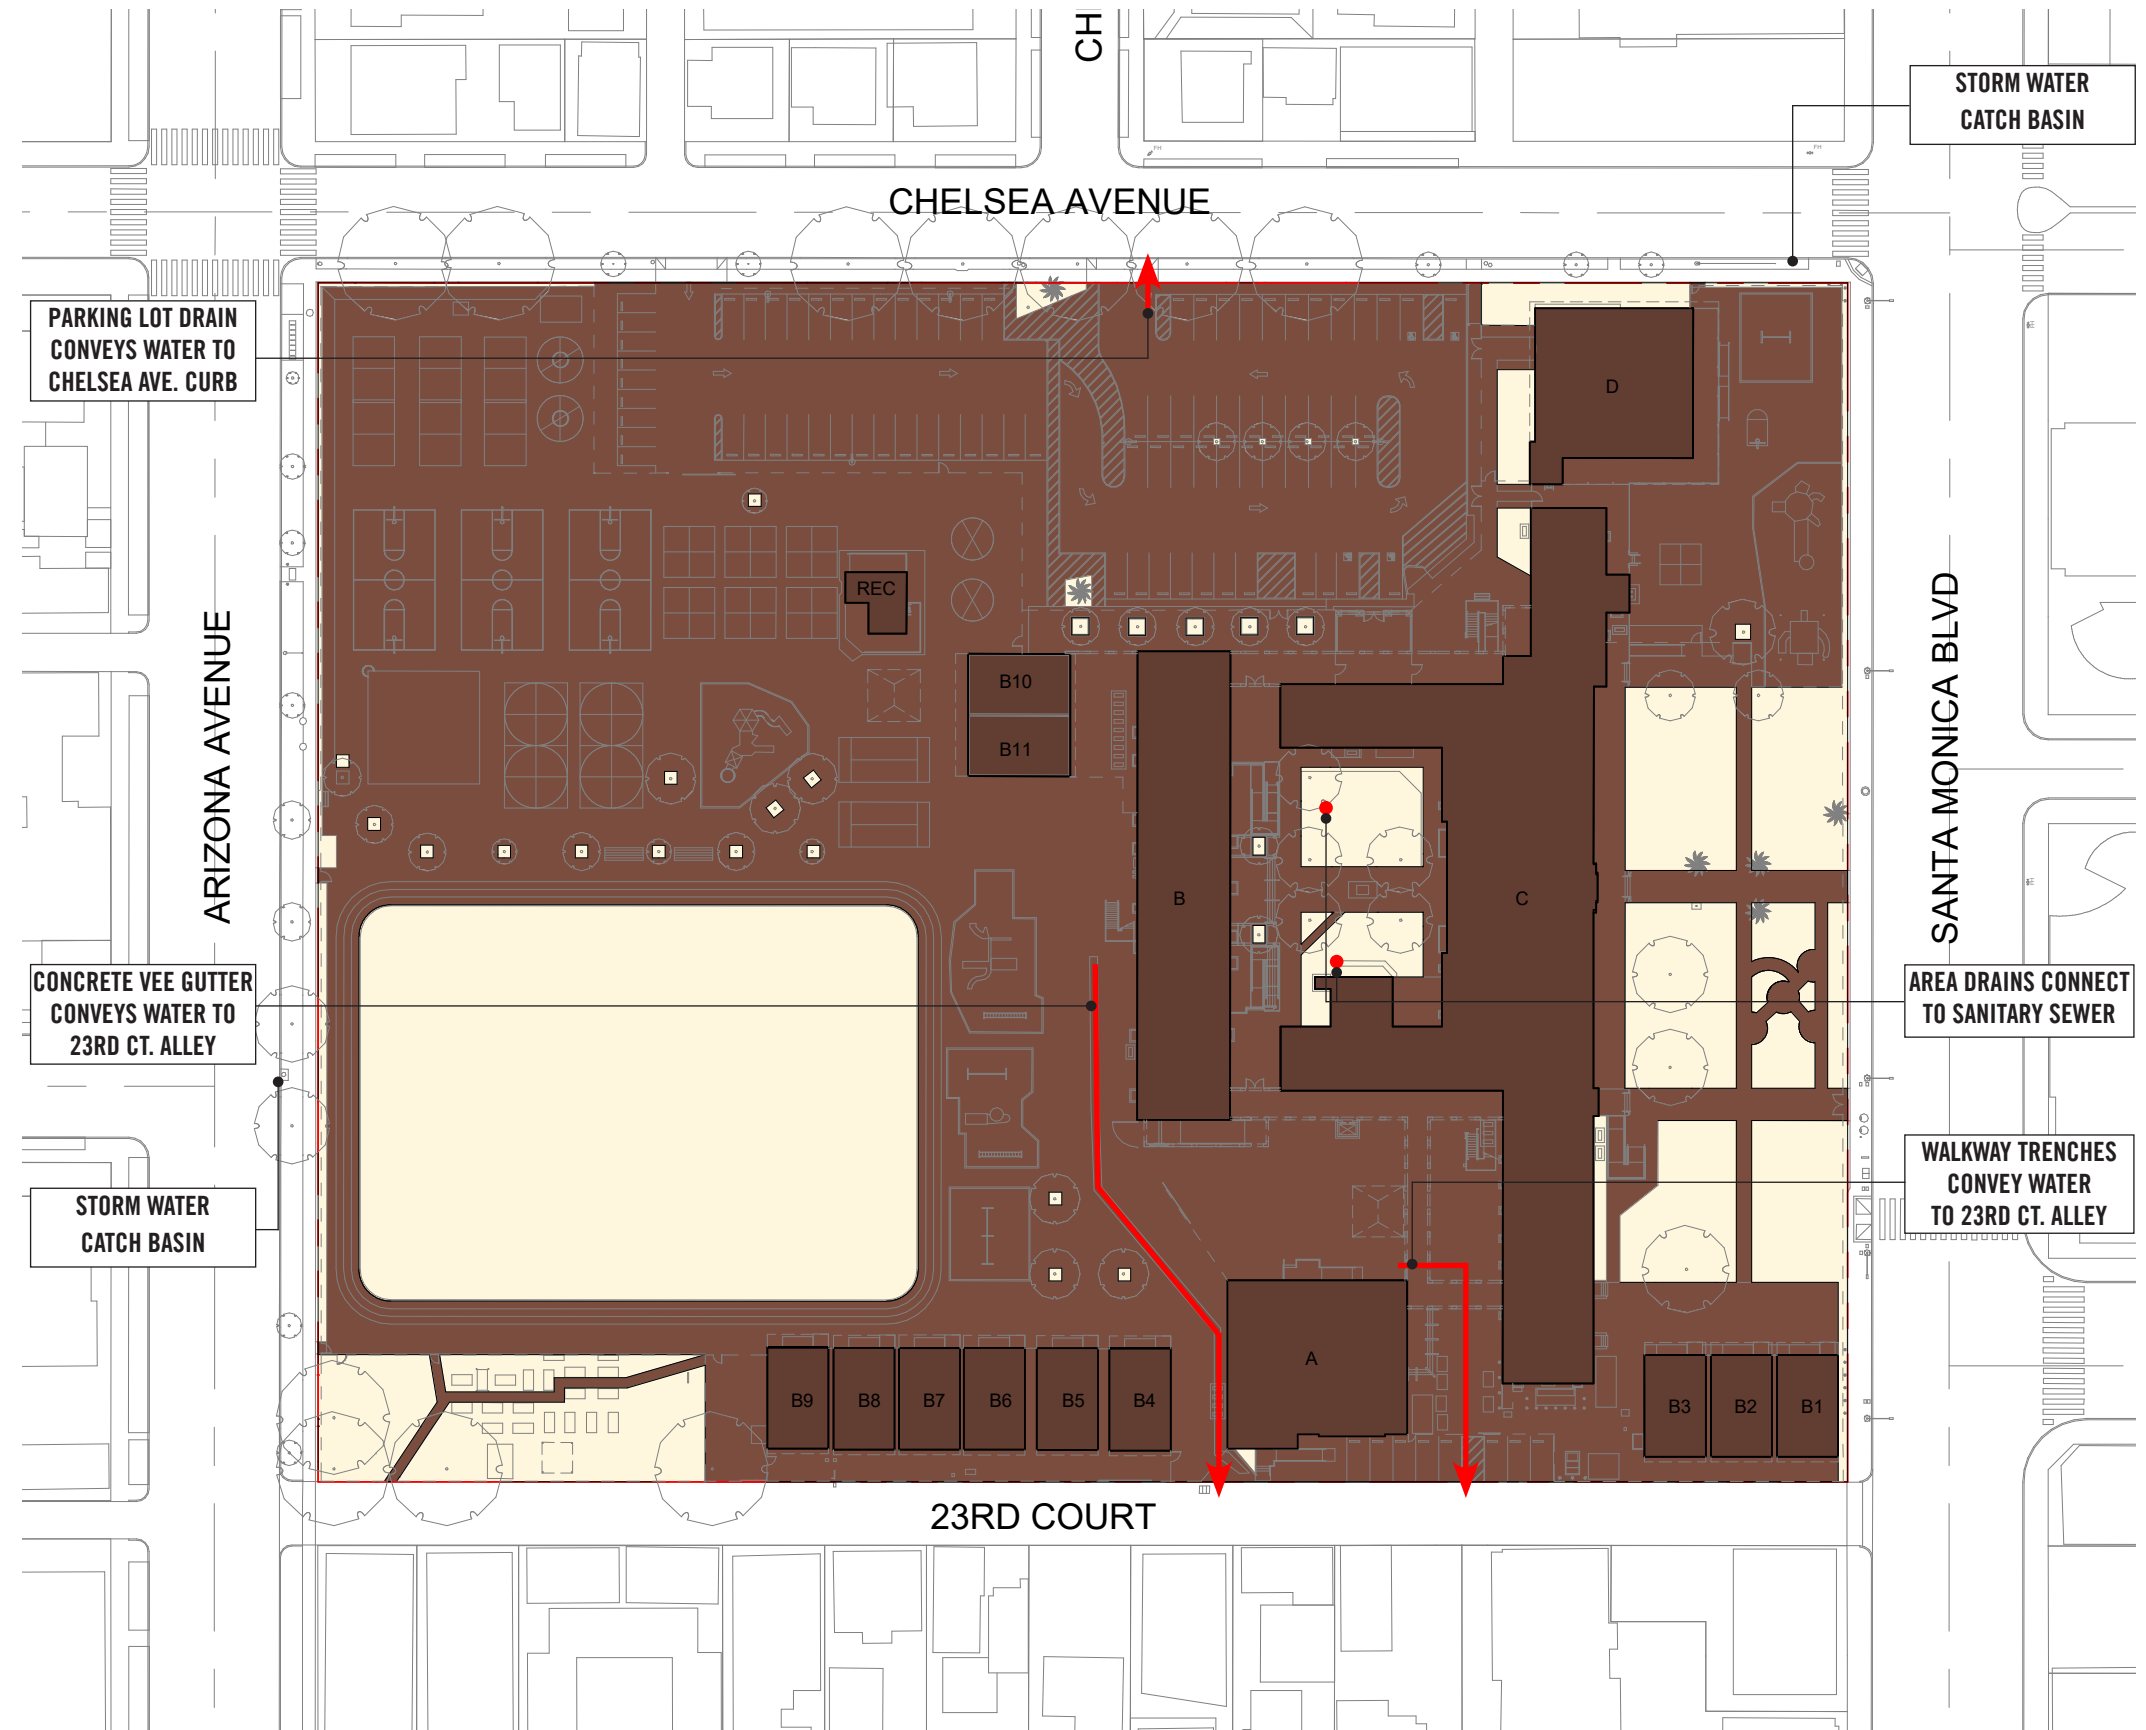 CH
STORM WATER
CATCH BASIN
FH
FH
CHELSEA AVENUE
PARKING LOT DRAIN
CONVEYS WATER TO
CHELSEA AVE. CURB
D
REC
ARIZONA AVENUE
SANTA MONICA BLVD
B10
B11
B
C
CONCRETE VEE GUTTER
CONVEYS WATER TO
23RD CT. ALLEY
AREA DRAINS CONNECT
TO SANITARY SEWER
WALKWAY TRENCHES
CONVEY WATER
TO 23RD CT. ALLEY
STORM WATER
CATCH BASIN
A
B9
B8
B7
B6
B5
B4
B3
B2
B1
23RD COURT